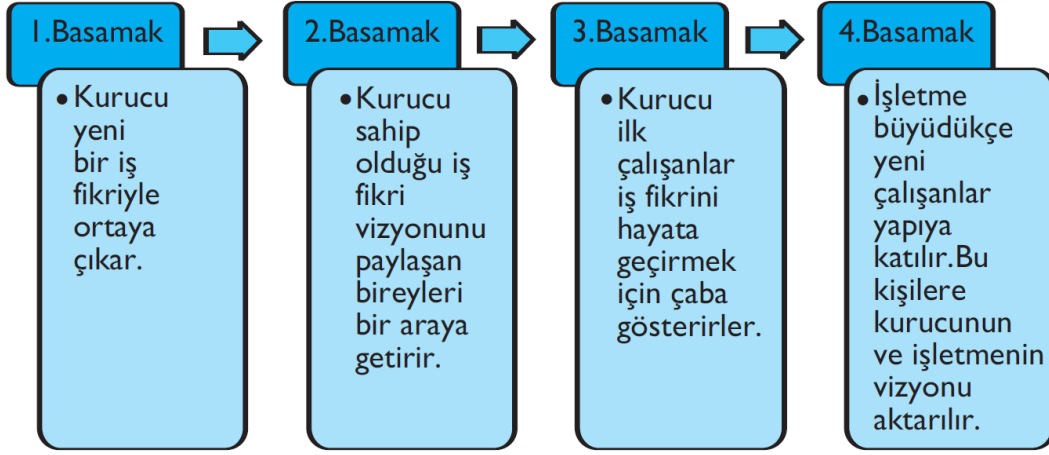 1.Basamak
• Kurucu
yeni
bir iş
fikriyle
ortaya
çıkar.
2.Basamak
• Kurucu
sahip
olduğu iş
fikri
vizyonunu
paylaşan
bireyleri
bir araya
getirir.
3.Basamak
• Kurucu
ilk
çalışanlar
iş fikrini
hayata
geçirmek
için çaba
gösterirler.
4.Basamak
• İşletme
büyüdükçe
yeni
çalışanlar
yapıya
katılır.Bu
kişilere
kurucunun
ve işletmenin
vizyonu
aktarılır.